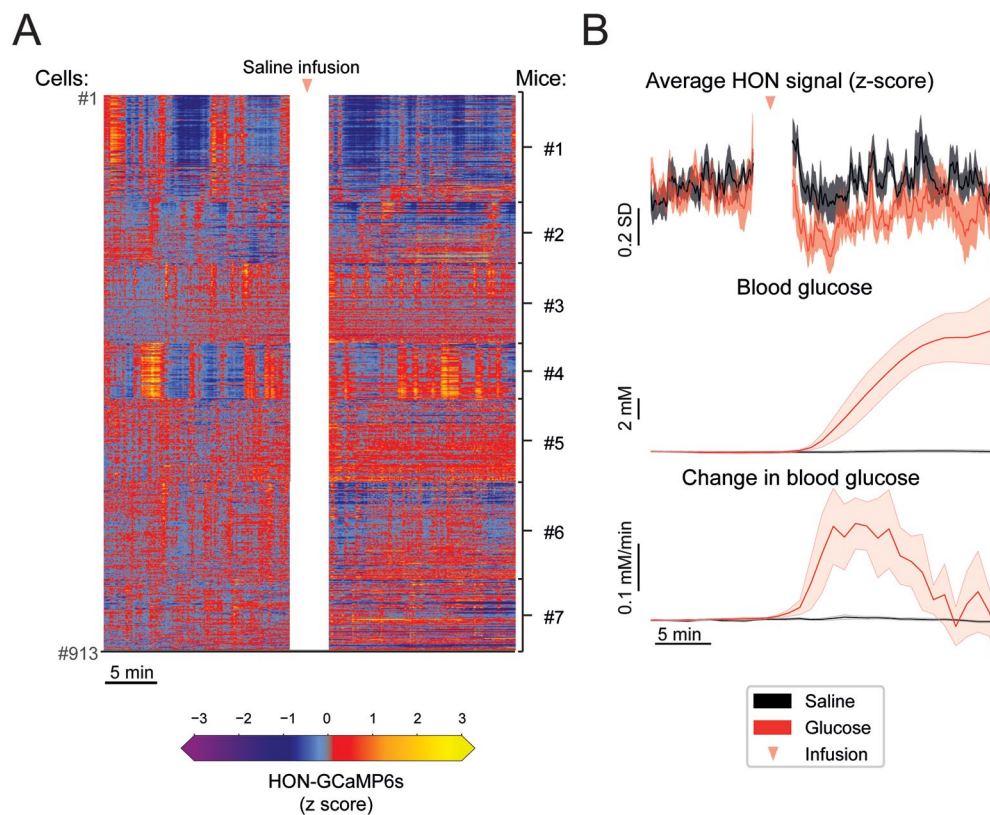 A
Saline infusion
Cells:
Mice:
#1
#1
#2
#3
#4
#5
#6
#7
#913
5 min
−3 −2 −1 0 1 2 3
HON-GCaMP6s
(z score)
B
Average HON signal (z-score)
0.2 SD
Blood glucose
2 mM
Change in blood glucose
0.1 mM/min
5 min
Saline
Glucose
Infusion